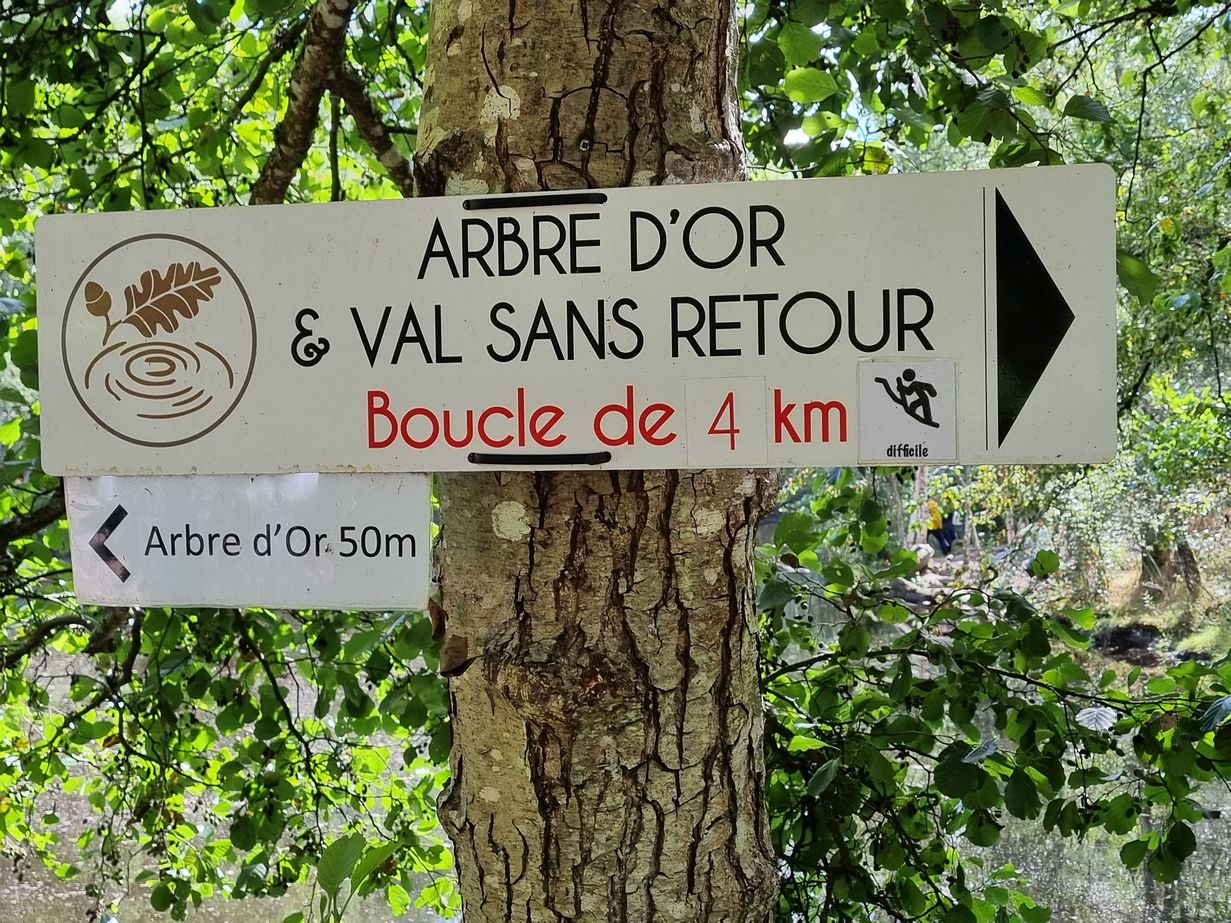 ARBRE D'OR
& VAL SANS RETOUR
Boucle de 4 km
difficile
Arbre d'Or 50m